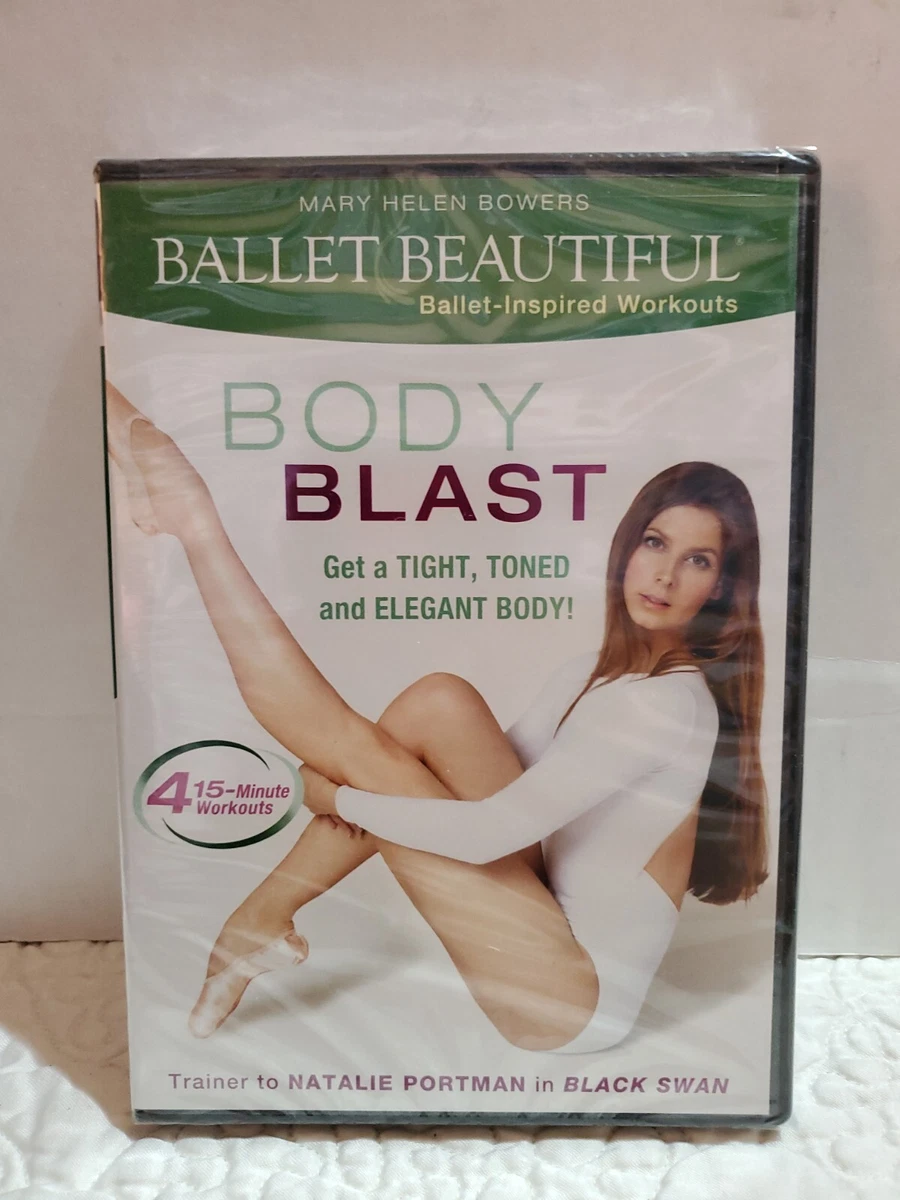 MARY HELEN BOWERS
BALLET BEAUTIFUL®
Ballet-Inspired Workouts
BODY
BLAST
Get a TIGHT, TONED
and ELEGANT BODY!
4 15-Minute
Workouts
Trainer to NATALIE PORTMAN in BLACK SWAN